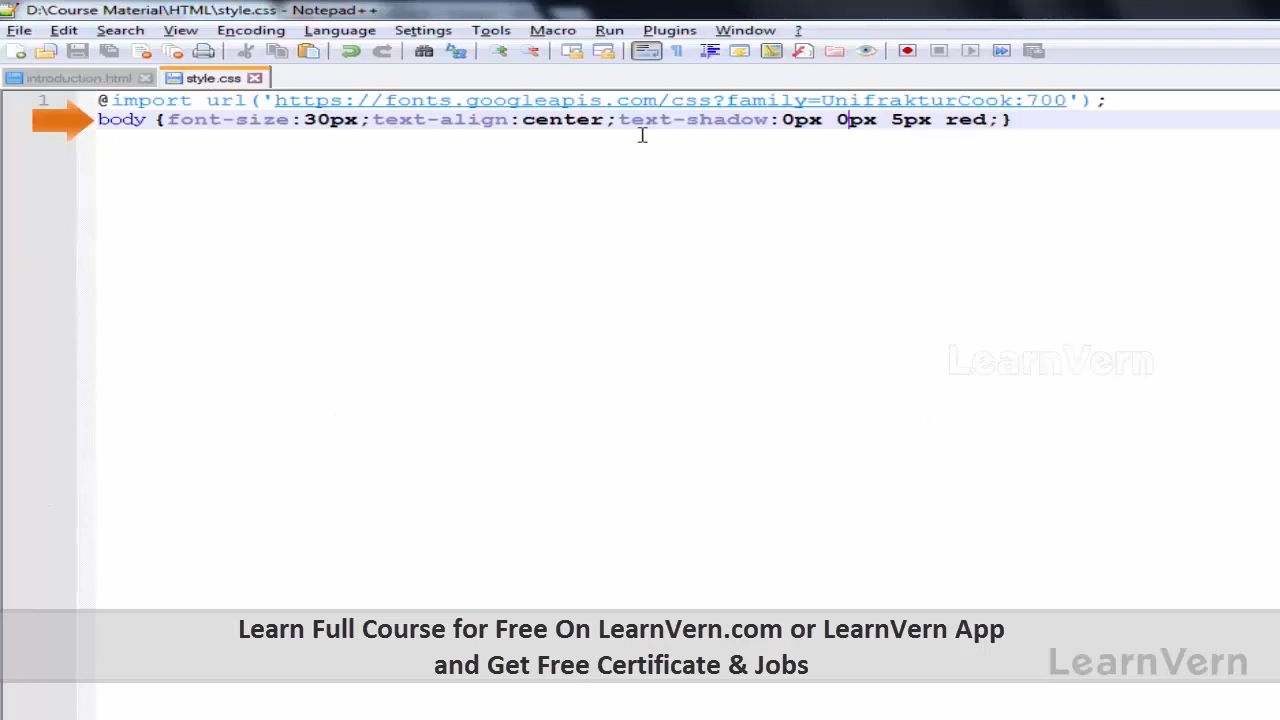 D:\Course Material\HTML\style.css - Notepad++
File Edit Search View Encoding Language Settings Tools Macro Run Plugins Window ?
introduction.html style.css
1 @import url('https://fonts.googleapis.com/css?family=UnifrakturCook:700');
body {font-size:30px;text-align:center;text-shadow:0px 0px 5px red;}
LearnVern
Learn Full Course for Free On LearnVern.com or LearnVern App
and Get Free Certificate & Jobs
LearnVern